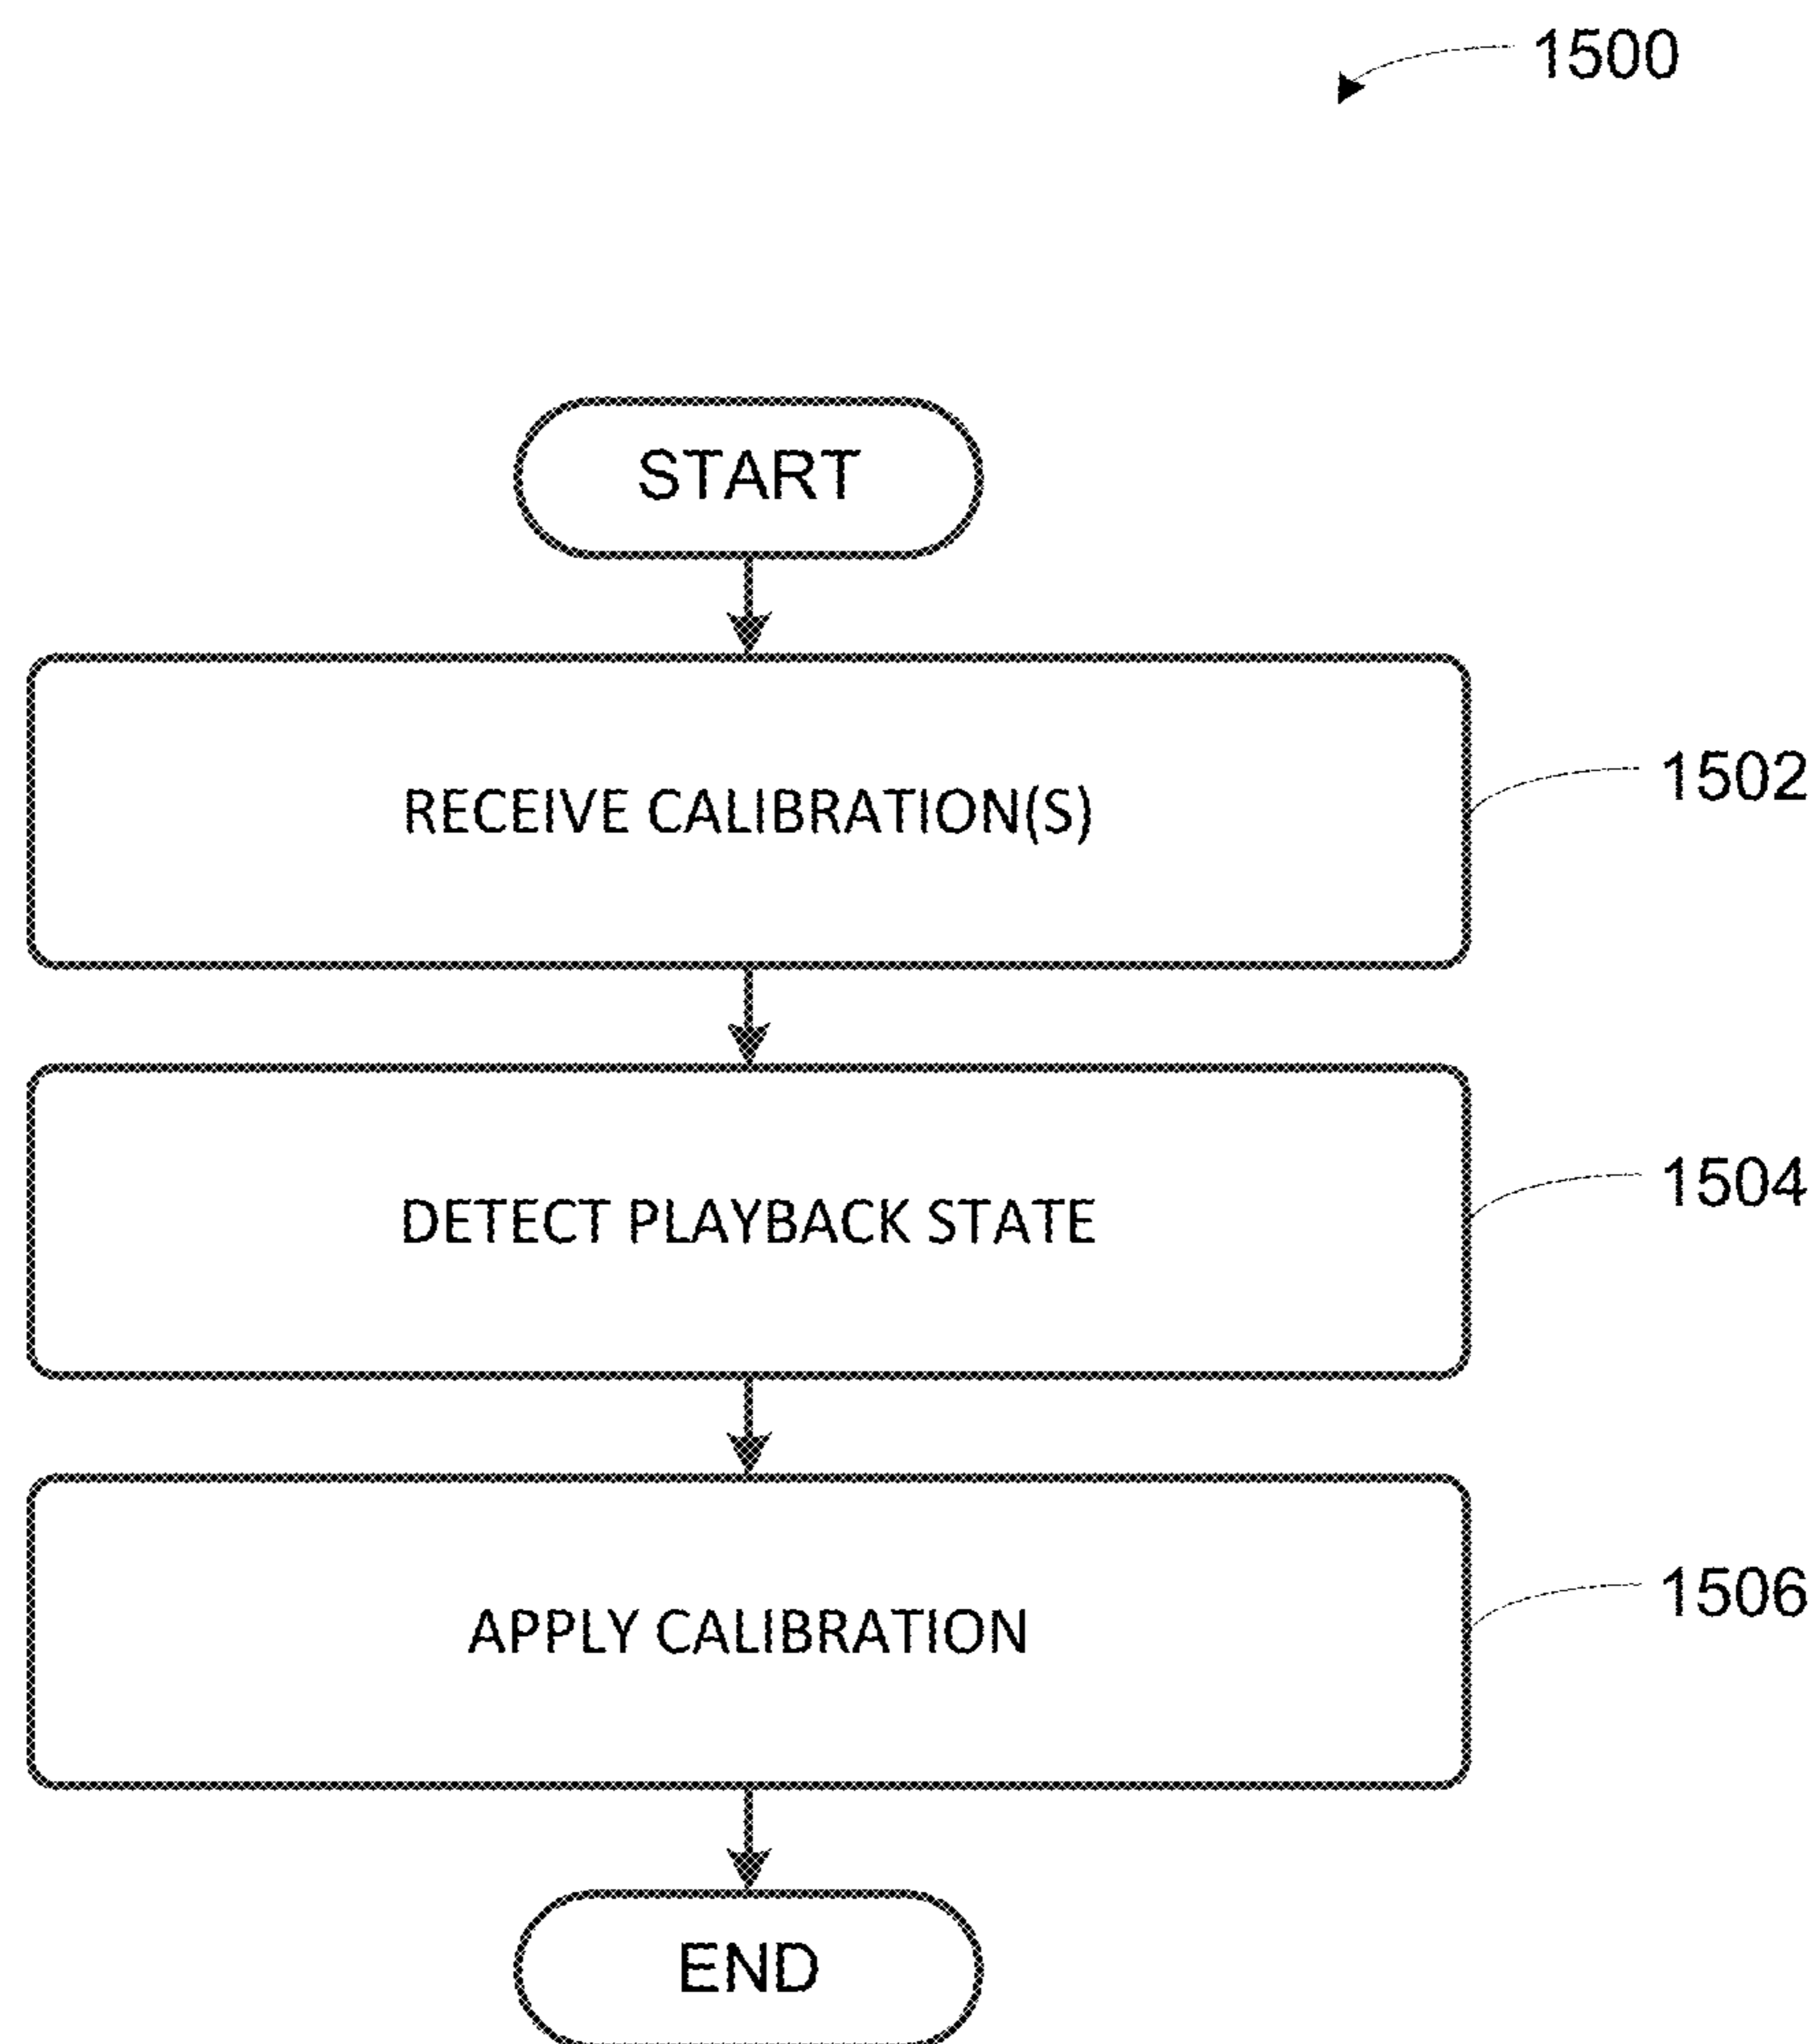 1500
START
RECEIVE CALIBRATION(S)
1502
DETECT PLAYBACK STATE
1504
APPLY CALIBRATION
1506
END